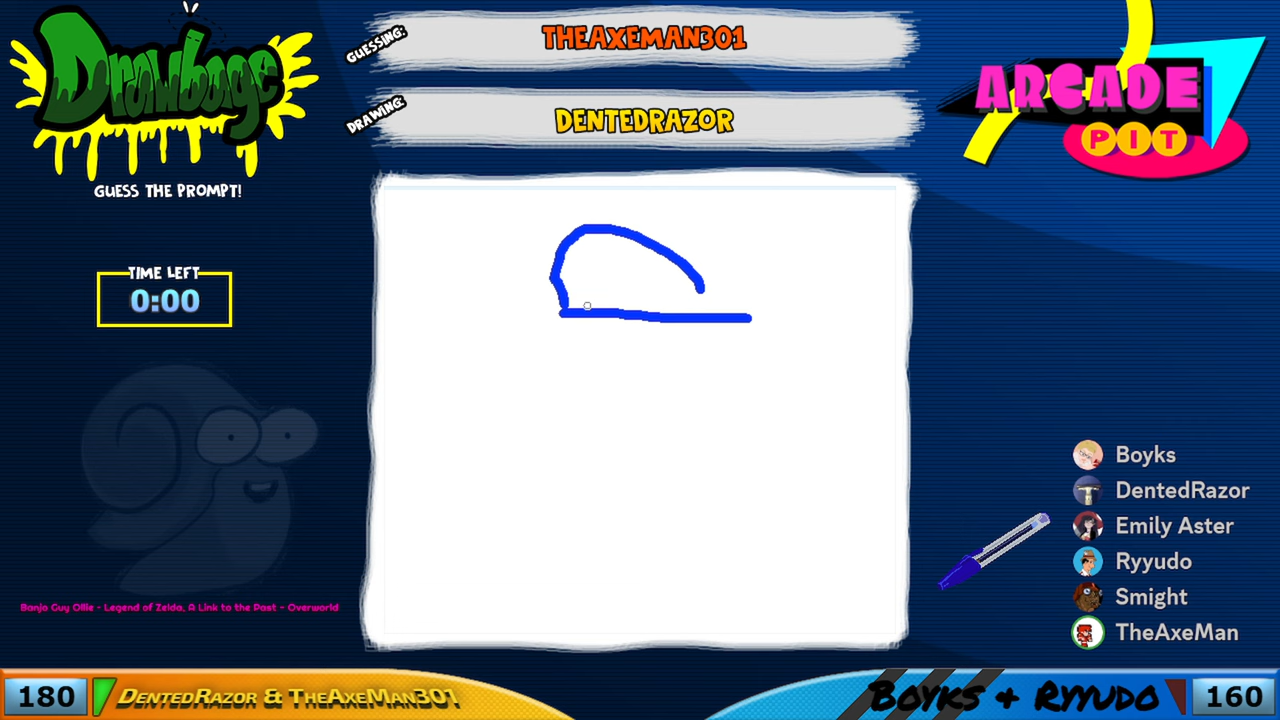 Drawbage
GUESS THE PROMPT!
TIME LEFT
0:00
Banjo Guy Ollie - Legend of Zelda, A Link to the Past - Overworld
GUESSING:
THEAXEMAN301
DRAWING:
DENTEDRAZOR
ARCADE
PIT
Boyks
DentedRazor
Emily Aster
Ryyudo
Smight
TheAxeMan
180
DentedRazor & TheAxeMan301
Boyks & Ryyudo
160